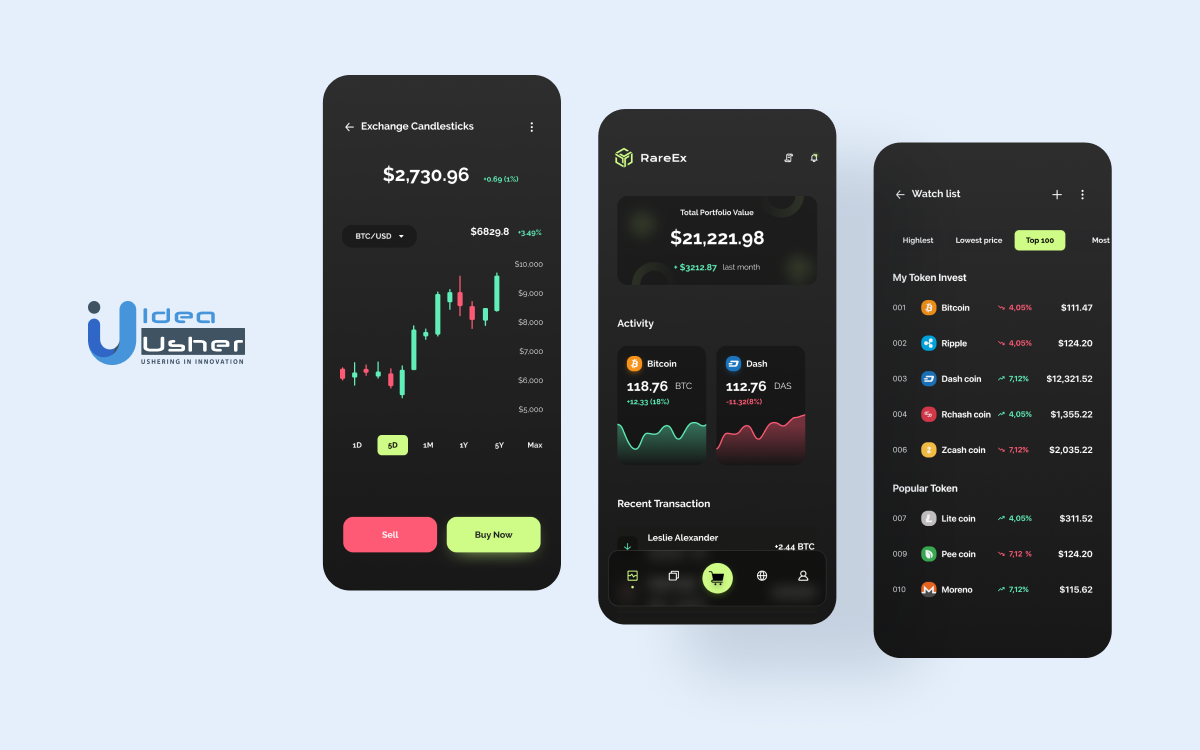 Idea
Usher
USHERING IN INNOVATION
Exchange Candlesticks
$2,730.96 +0.69 (1%)
BTC/USD $6829.8 +3.49%
$10.000
$9,000
$8,000
$7,000
$6,000
$5,000
1D 5D 1M 1Y 5Y Max
Sell Buy Now
RareEx
Total Portfolio Value
$21,221.98
+ $3212.87 last month
Activity
Bitcoin
118.76 BTC
+12.33 (18%)
Dash
112.76 DAS
-11.32(8%)
Recent Transaction
Leslie Alexander
+2.44 BTC
Watch list
Highlest Lowest price Top 100 Most
My Token Invest
001 Bitcoin 4,05% $111.47
002 Ripple 4,05% $124.20
003 Dash coin 7,12% $12,321.52
004 Rchash coin 4,05% $1,355.22
006 Zcash coin 7,12% $2,035.22
Popular Token
007 Lite coin 4,05% $311.52
009 Pee coin 7,12 % $124.20
010 Moreno 7,12% $115.62